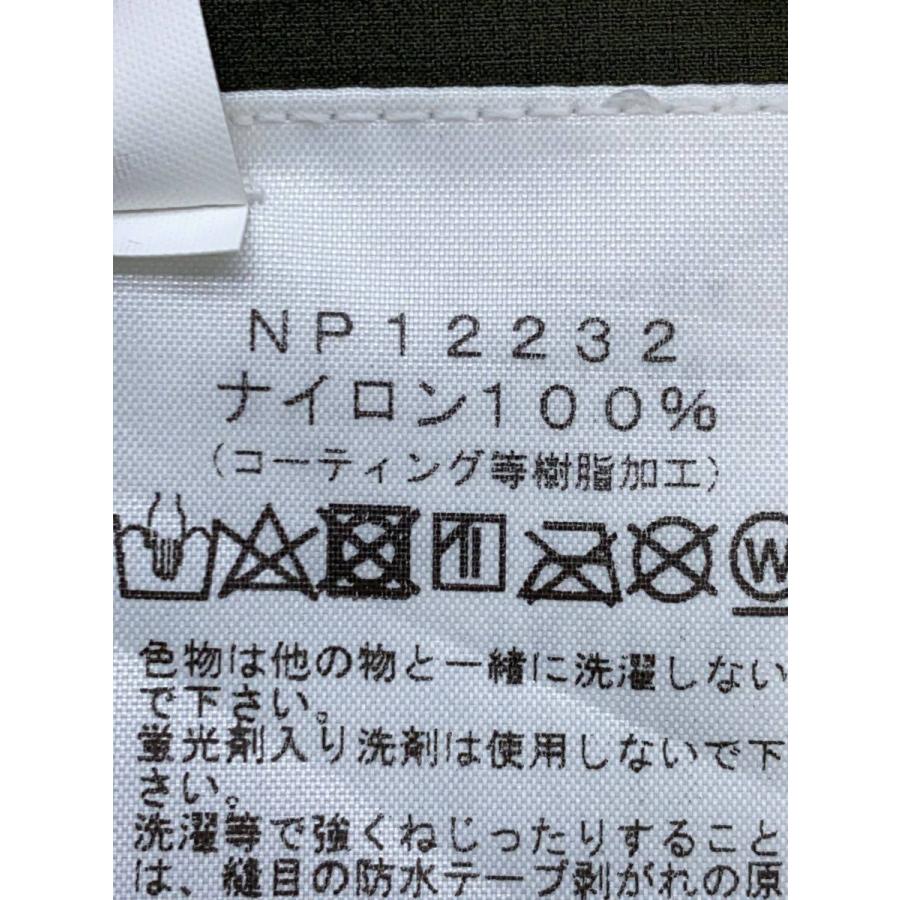 NP12232
ナイロン100%
(コーティング等樹脂加工)
W
色物は他の物と一緒に洗濯しない
で下さい。
蛍光剤入り洗剤は使用しないで下
さい。
洗濯等で強くねじったりすること
は、縫目の防水テープ剥がれの原